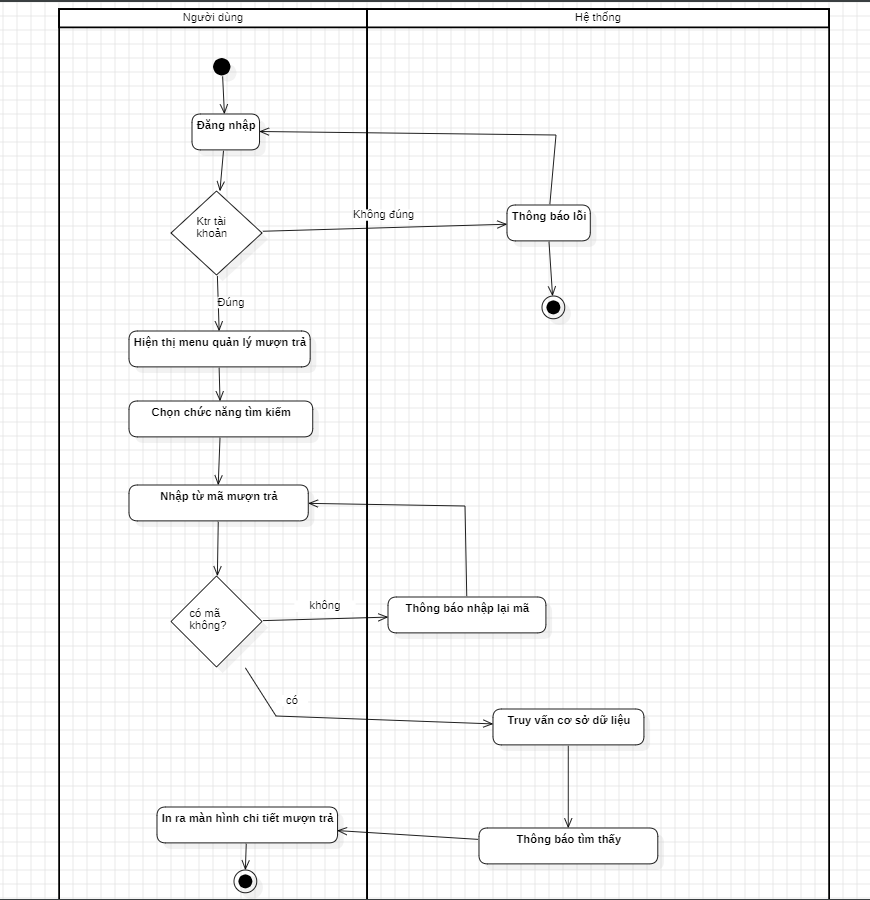 Người dùng
Hệ thống
Đăng nhập
Ktr tài
khoản
Không đúng
Thông báo lỗi
Đúng
Hiện thị menu quản lý mượn trả
Chọn chức năng tìm kiếm
Nhập từ mã mượn trả
có mã
không?
không
Thông báo nhập lại mã
có
Truy vấn cơ sở dữ liệu
In ra màn hình chi tiết mượn trả
Thông báo tìm thấy